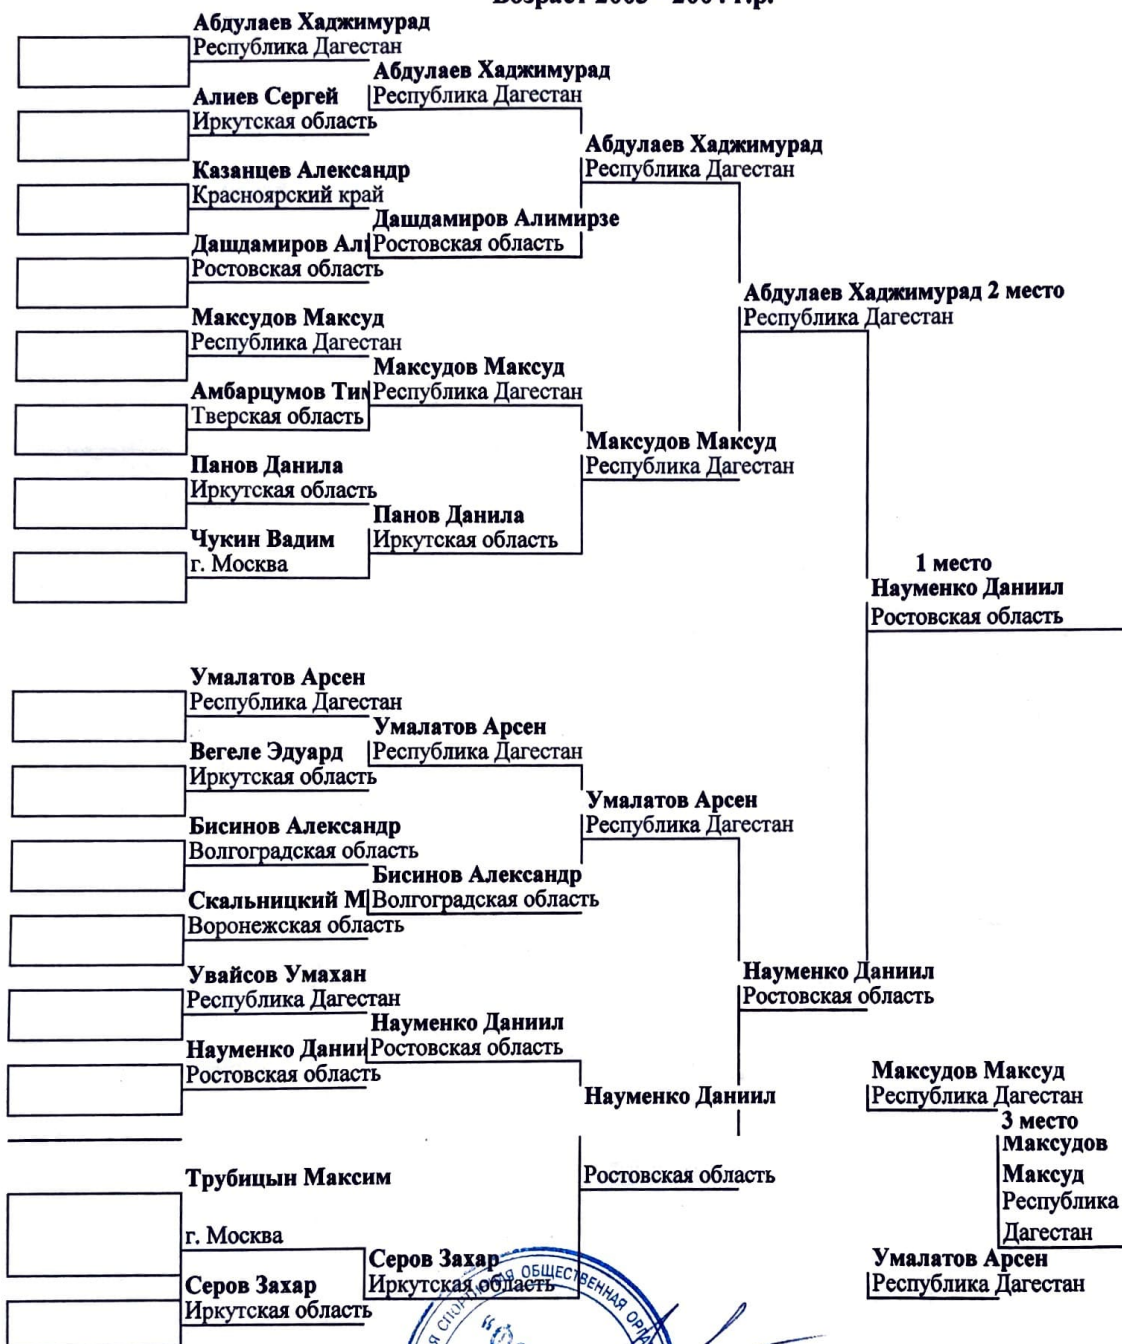 Абдулаев Хаджимурад
Республика Дагестан
Алиев Сергей
Иркутская область
Казанцев Александр
Красноярский край
Дашдамиров Али
Ростовская область
Максудов Максуд
Республика Дагестан
Амбарцумов Тим
Тверская область
Панов Данила
Иркутская область
Чукин Вадим
г. Москва
Умалатов Арсен
Республика Дагестан
Вегеле Эдуард
Иркутская область
Бисинов Александр
Волгоградская область
Скальницкий М
Воронежская область
Увайсов Умахан
Республика Дагестан
Науменко Дании
Ростовская область
Трубицын Максим
г. Москва
Серов Захар
Иркутская область
Абдулаев Хаджимурад
Республика Дагестан
Дашдамиров Алимирзе
Ростовская область
Максудов Максуд
Республика Дагестан
Панов Данила
Иркутская область
Умалатов Арсен
Республика Дагестан
Бисинов Александр
Волгоградская область
Науменко Даниил
Ростовская область
Серов Захар
Иркутская область
Абдулаев Хаджимурад
Республика Дагестан
Максудов Максуд
Республика Дагестан
Умалатов Арсен
Республика Дагестан
Науменко Даниил
Ростовская область
Абдулаев Хаджимурад 2 место
Республика Дагестан
Науменко Даниил
Ростовская область
1 место
Науменко Даниил
Ростовская область
Максудов Максуд
Республика Дагестан
3 место
Максудов
Максуд
Республика
Дагестан
Умалатов Арсен
Республика Дагестан
ОБЩЕСТВЕННАЯ